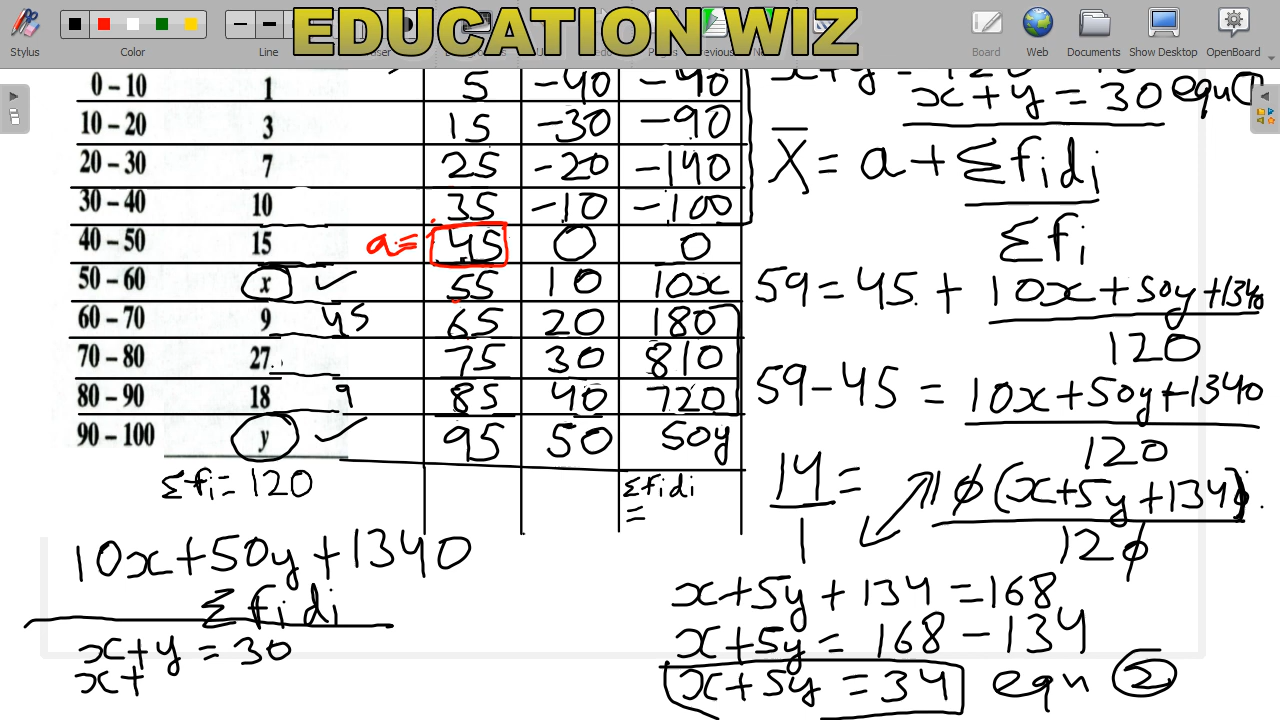 EDUCATION WIZ
Stylus
Color
Line
Board
Web
Documents
Show Desktop
OpenBoard
0 – 10 1 5 -40 -40
10 – 20 3 15 -30 -90
20 – 30 7 25 -20 -140
30 – 40 10 35 -10 -100
40 – 50 15 a = 45 0 0
50 – 60 x ✓ 55 10 10x
60 – 70 9 45 65 20 180
70 – 80 27 75 30 810
80 – 90 18 9 85 40 720
90 – 100 y ✓ 95 50 50y
Σfi = 120
Σfidi
=
10x+50y+1340
Σfidi
x+y = 30
x+
x+y = 30 equn
X̄ = a + Σfidi
Σfi
59 = 45 + 10x+50y+1340
120
59-45 = 10x+50y+1340
120
14 = 10(x+5y+134)
1 120
x+5y+134 = 168
x+5y = 168-134
x+5y = 34 equn 2